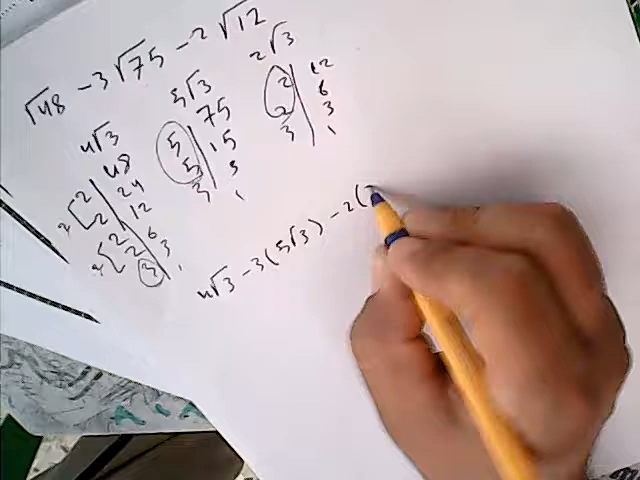 √48 - 3√75 - 2√12
4√3 5√3 2√3
48 75 12
2 24 5 15 2 6
2 12 5 3 2 3
2 6 3 1 3 1
2 3
3 1
2 2
4√3 - 3(5√3) - 2(